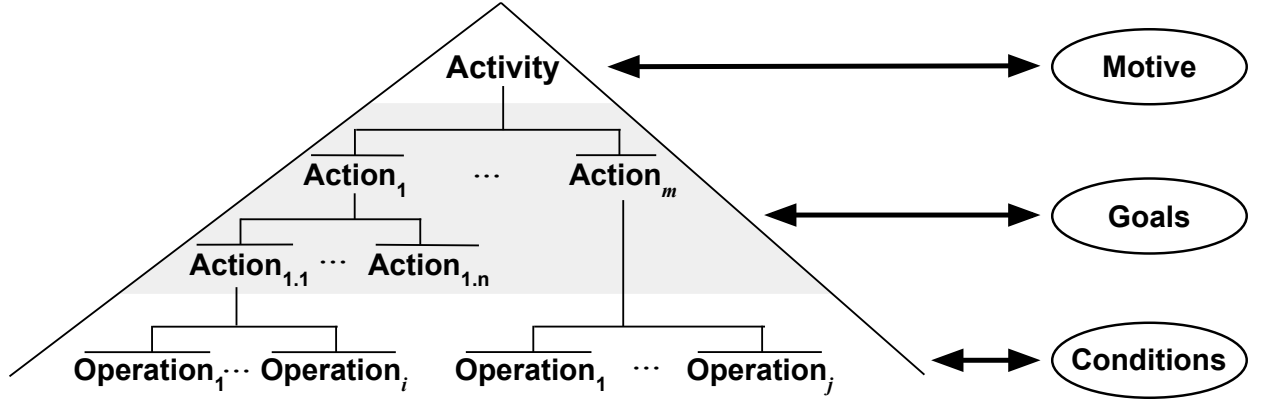 Activity Motive
Action₁ ... Actionₘ
Goals
Action₁.₁ ... Action₁.ₙ
Operation₁ ... Operationᵢ Operation₁ ... Operationⱼ Conditions